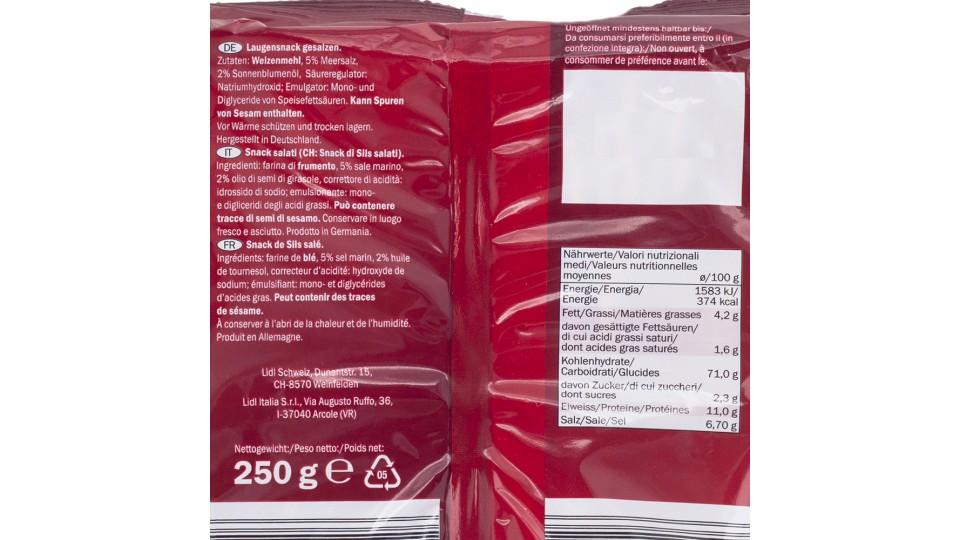 DE Laugensnack gesalzen.
Zutaten: Weizenmehl, 5% Meersalz,
2% Sonnenblumenöl, Säureregulator:
Natriumhydroxid; Emulgator: Mono- und
Diglyceride von Speisefettsäuren. Kann Spuren
von Sesam enthalten.
Vor Wärme schützen und trocken lagern.
Hergestellt in Deutschland.
IT Snack salati (CH: Snack di Sils salati).
Ingredienti: farina di frumento, 5% sale marino,
2% olio di semi di girasole, correttore di acidità:
idrossido di sodio; emulsionante: mono-
e digliceridi degli acidi grassi. Può contenere
tracce di semi di sesamo. Conservare in luogo
fresco e asciutto. Prodotto in Germania.
FR Snack de Sils salé.
Ingrédients: farine de blé, 5% sel marin, 2% huile
de tournesol, correcteur d'acidité: hydroxyde de
sodium; émulsifiant: mono- et diglycérides
d'acides gras. Peut contenir des traces
de sésame.
À conserver à l'abri de la chaleur et de l'humidité.
Produit en Allemagne.
Lidl Schweiz, Dunantstr. 15,
CH-8570 Weinfelden
Lidl Italia S.r.l., Via Augusto Ruffo, 36,
I-37040 Arcole (VR)
Nettogewicht:/Peso netto:/Poids net:
250 g ℮ 05
Ungeöffnet mindestens haltbar bis:/
Da consumarsi preferibilmente entro il (in
confezione integra):/Non ouvert, à
consommer de préférence avant le:
Nährwerte/Valori nutrizionali
medi/Valeurs nutritionnelles
moyennes ø/100 g
Energie/Energia/ 1583 kJ/
Energie 374 kcal
Fett/Grassi/Matières grasses 4,2 g
davon gesättigte Fettsäuren/
di cui acidi grassi saturi/
dont acides gras saturés 1,6 g
Kohlenhydrate/
Carboidrati/Glucides 71,0 g
davon Zucker/di cui zuccheri/
dont sucres 2,3 g
Eiweiss/Proteine/Protéines 11,0 g
Salz/Sale/Sel 6,70 g